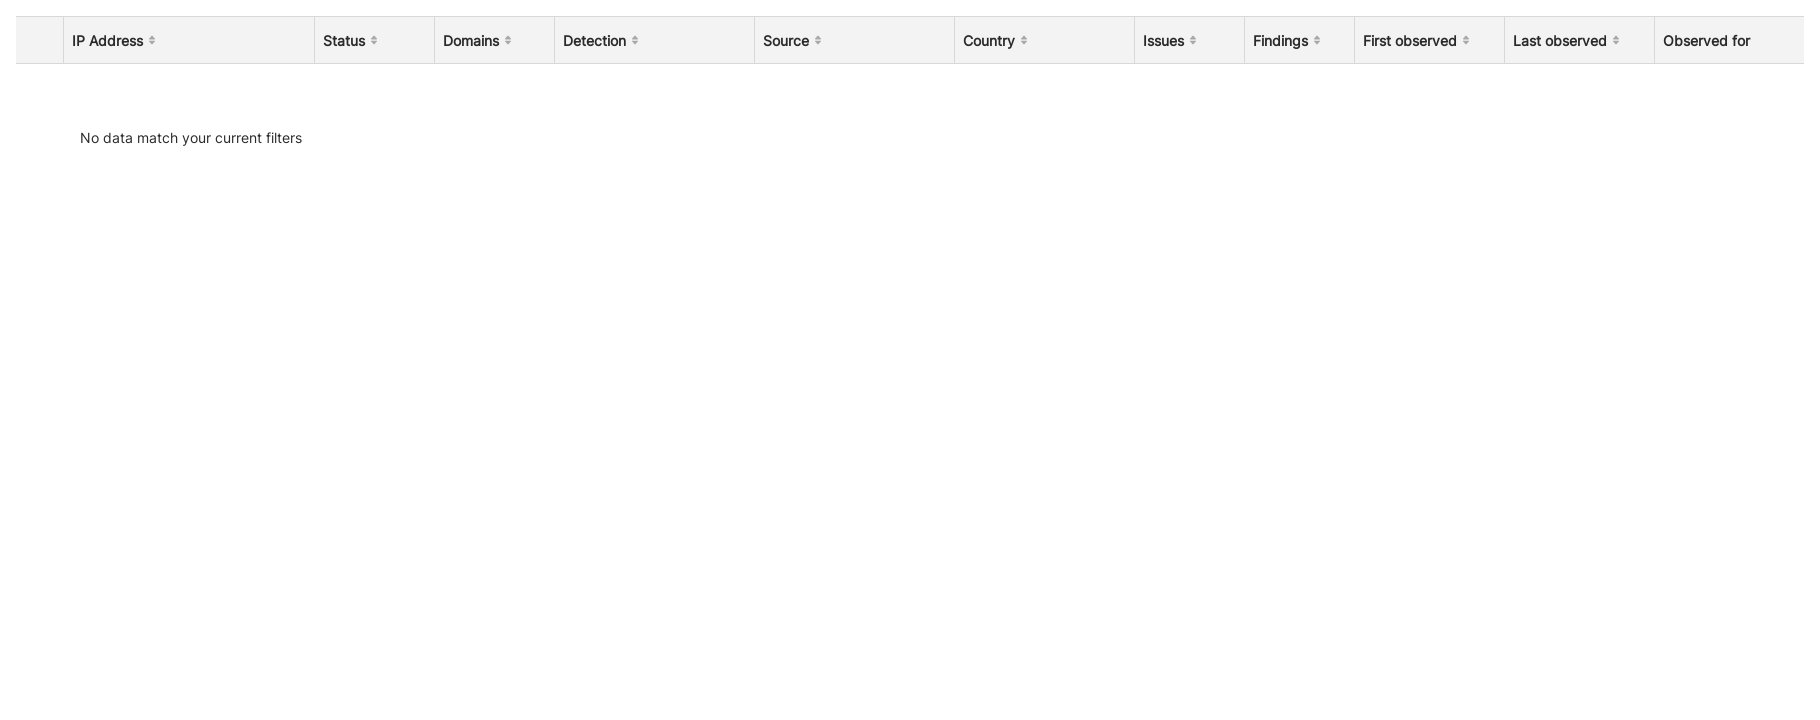 IP Address Status Domains Detection Source Country Issues Findings First observed Last observed Observed for
No data match your current filters